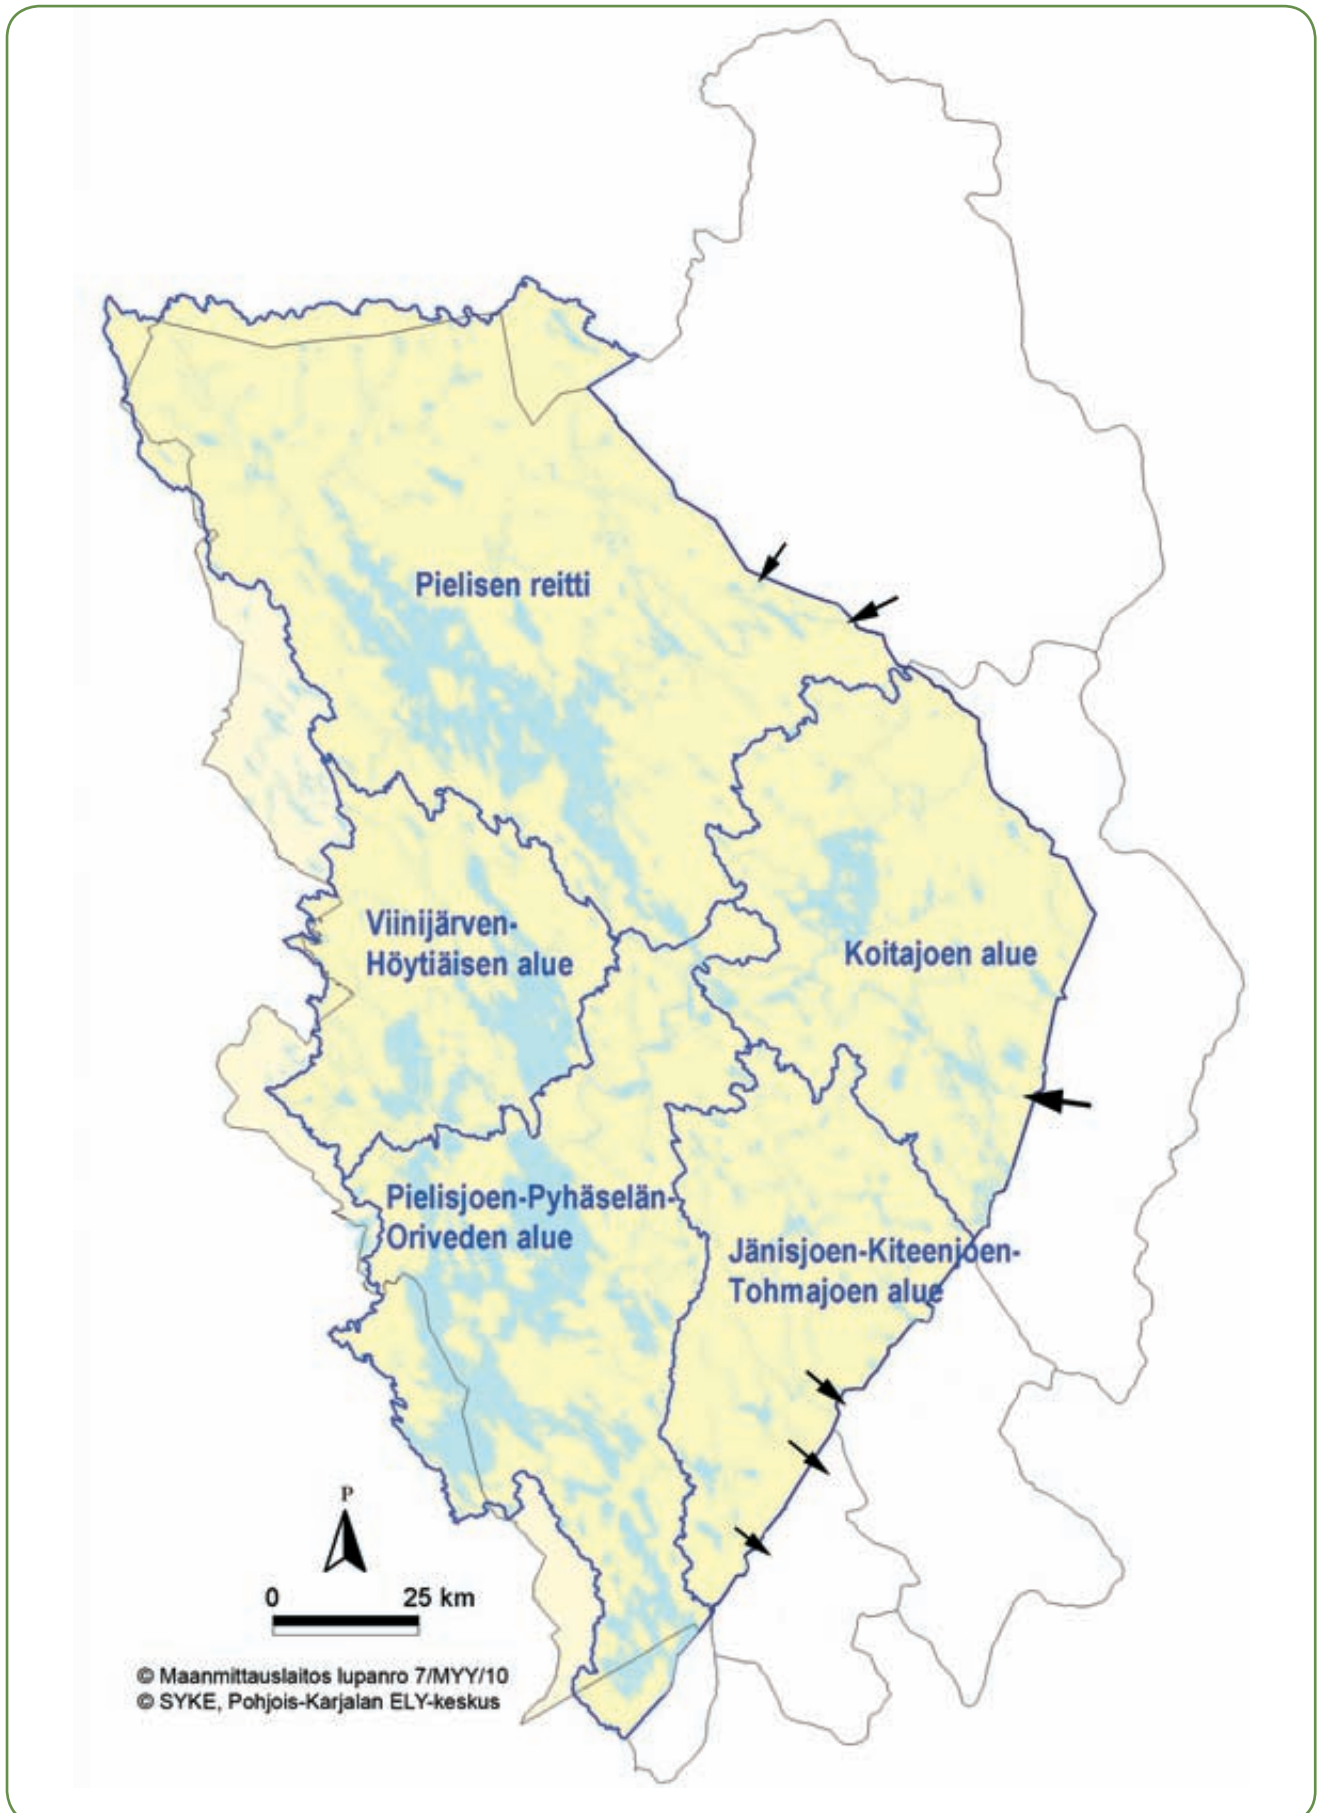 Pielisen reitti
Viinijärven-
Höytiäisen alue
Koitajoen alue
Pielisjoen-Pyhäselän-
Oriveden alue
Jänisjoen-Kiteenjoen-
Tohmajoen alue
P
0 25 km
© Maanmittauslaitos lupanro 7/MYY/10
© SYKE, Pohjois-Karjalan ELY-keskus